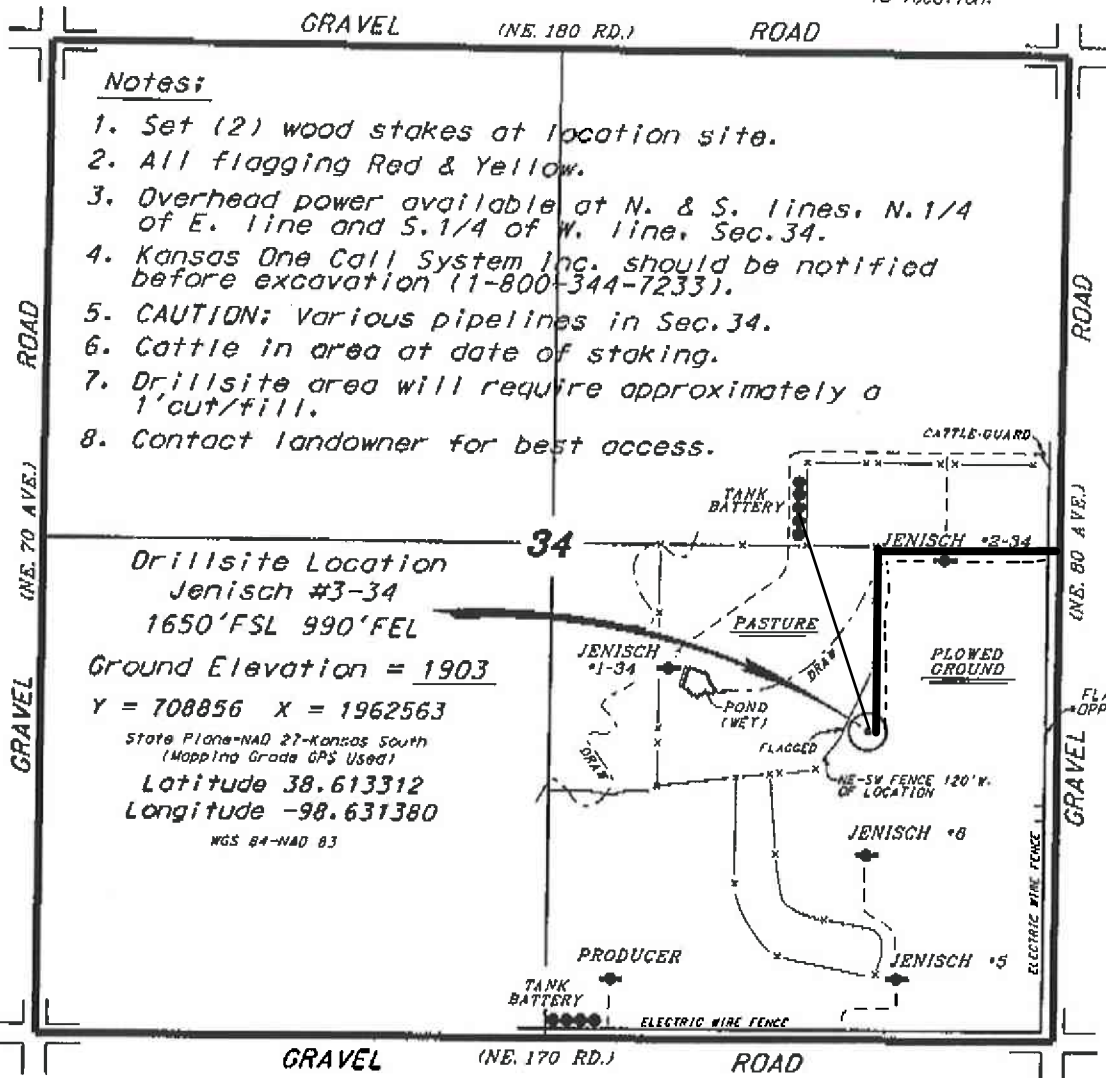 to location.
GRAVEL (NE. 180 RD.) ROAD
Notes:
1. Set (2) wood stakes at location site.
2. All flagging Red & Yellow.
3. Overhead power available at N. & S. lines, N.1/4
of E. line and S.1/4 of W. line, Sec.34.
4. Kansas One Call System Inc. should be notified
before excavation (1-800-344-7233).
5. CAUTION: Various pipelines in Sec.34.
6. Cattle in area at date of staking.
7. Drillsite area will require approximately a
1'cut/fill.
8. Contact landowner for best access.
GRAVEL (NE. 70 AVE.) ROAD
CATTLE-GUARD
TANK
BATTERY
34
JENISCH #2-34
Drillsite Location
Jenisch #3-34
1650'FSL 990'FEL
Ground Elevation = 1903
Y = 708856 X = 1962563
State Plane-NAD 27-Kansas South
(Mapping Grade GPS Used)
Latitude 38.613312
Longitude -98.631380
WGS 84-NAD 83
PASTURE
PLOWED
GROUND
JENISCH
#1-34
DRAW
POND
(WET)
DRAW
FLAGGED
NE-SW FENCE 120'W.
OF LOCATION
JENISCH #6
JENISCH #5
PRODUCER
TANK
BATTERY
ELECTRIC WIRE FENCE
ELECTRIC WIRE FENCE
GRAVEL (NE. 80 AVE.) ROAD
GRAVEL (NE. 170 RD.) ROAD